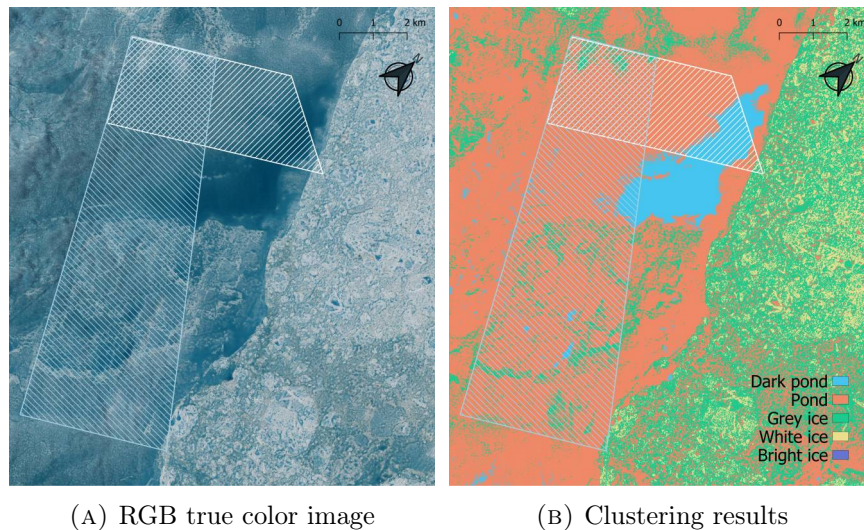 0 1 2 km
N
0 1 2 km
N
Dark pond
Pond
Grey ice
White ice
Bright ice
(A) RGB true color image
(B) Clustering results